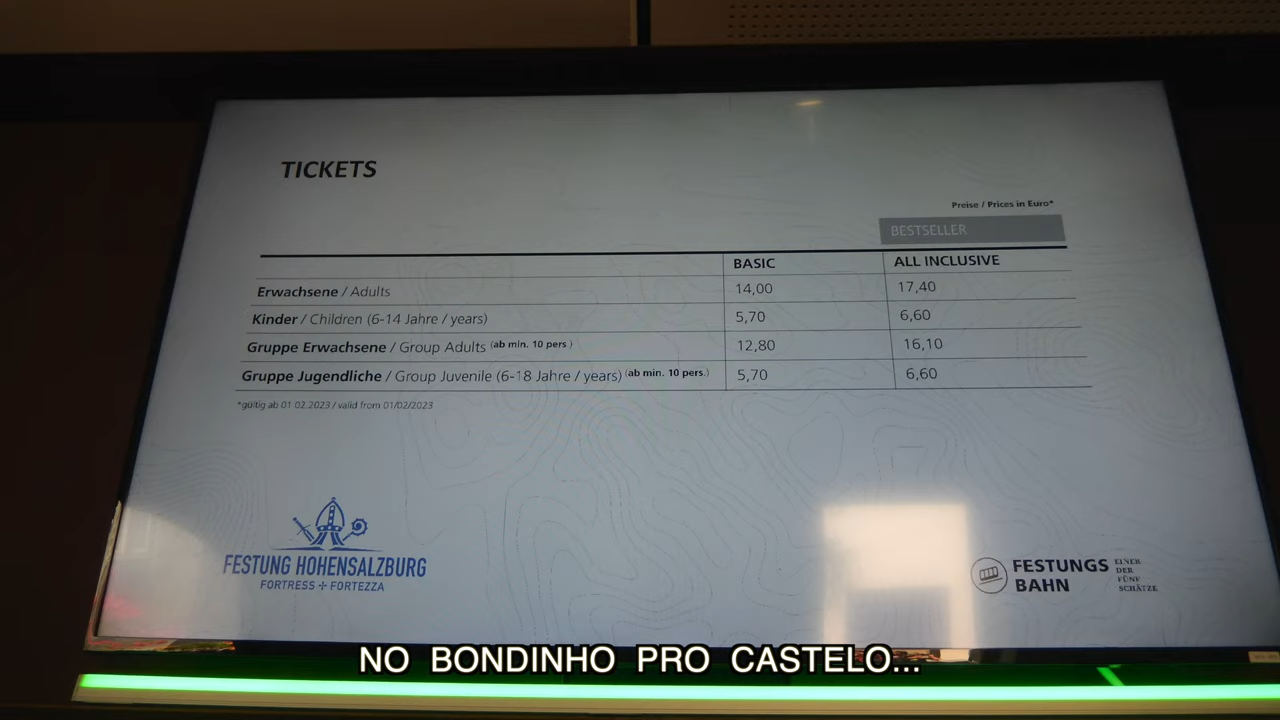 TICKETS
Preise / Prices in Euro*
BESTSELLER
BASIC ALL INCLUSIVE
Erwachsene / Adults 14,00 17,40
Kinder / Children (6-14 Jahre / years) 5,70 6,60
Gruppe Erwachsene / Group Adults (ab min. 10 pers.) 12,80 16,10
Gruppe Jugendliche / Group Juvenile (6-18 Jahre / years) (ab min. 10 pers.) 5,70 6,60
*gültig ab 01.02.2023 / valid from 01/02/2023
FESTUNG HOHENSALZBURG
FORTRESS + FORTEZZA
FESTUNGS
BAHN
EINER
DER
FÜNF
SCHÄTZE
NO BONDINHO PRO CASTELO...